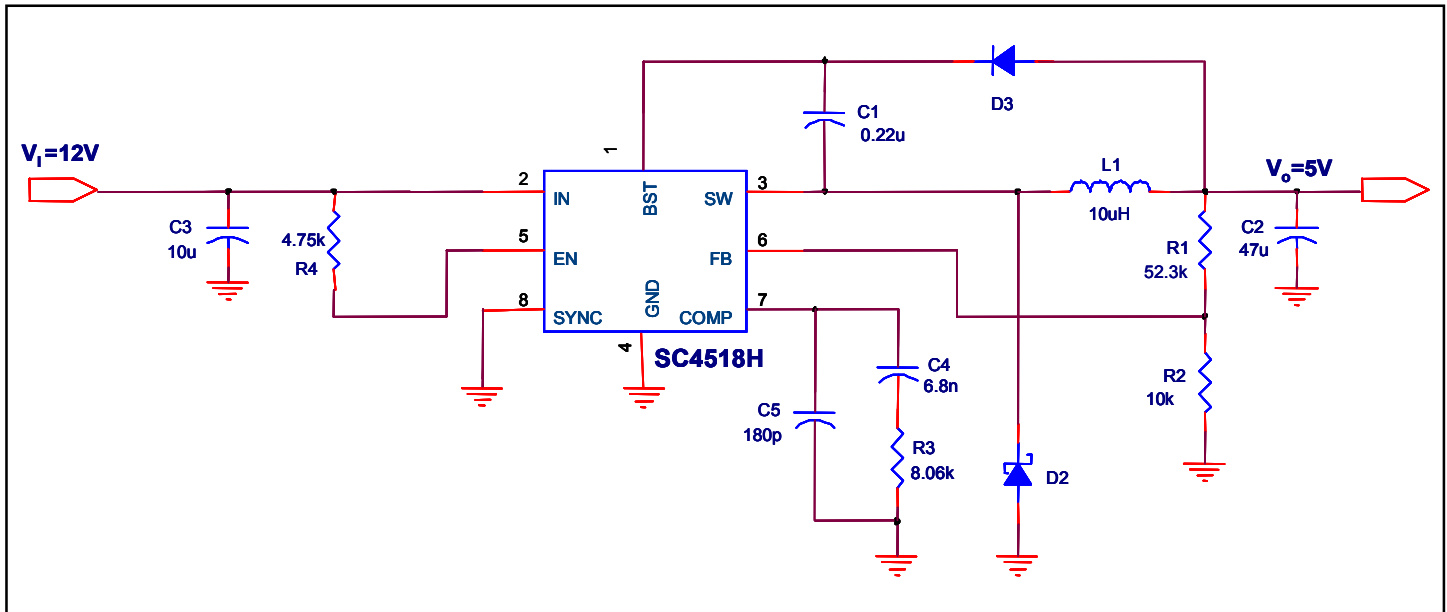 D3
C1
0.22u
VI=12V
1
2
3
L1
Vo=5V
IN
BST
SW
10uH
C3
10u
4.75k
R4
5
6
R1
52.3k
C2
47u
EN
FB
8
7
SYNC
GND
COMP
4
SC4518H
C4
6.8n
R2
10k
C5
180p
R3
8.06k
D2